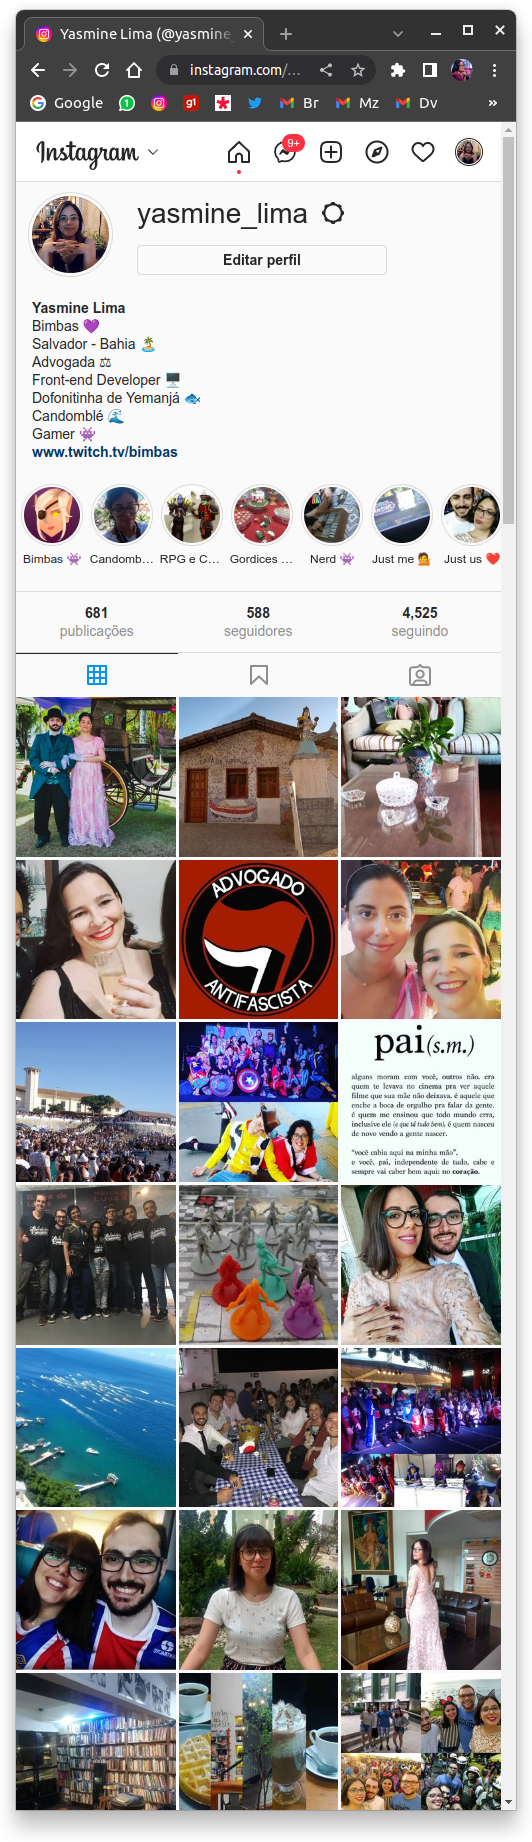 Yasmine Lima (@yasmine_
instagram.com/...
Google
1
g1
Br
Mz
Dv
»
Instagram
9+
yasmine_lima
Editar perfil
Yasmine Lima
Bimbas 💜
Salvador - Bahia 🏝️
Advogada ⚖
Front-end Developer 🖥️
Dofonitinha de Yemanjá 🐟
Candomblé 🌊
Gamer 👾
www.twitch.tv/bimbas
Bimbas 👾
Candomb...
RPG e C...
Gordices ...
Nerd 👾
Just me 💁
Just us ❤️
681
publicações
588
seguidores
4,525
seguindo
ADVOGADO
ANTIFASCISTA
pai(s.m.)
alguns moram com você, outros não. era
quem te levava no cinema pra ver aquele
filme que sua mãe não deixava. é aquele que
enche a boca de orgulho pra falar da gente.
é quem me ensinou que todo mundo erra,
inclusive ele (e que tá tudo bem). é quem nasceu
de novo vendo a gente nascer.
"você cabia aqui na minha mão".
e você, pai, independente de tudo, cabe e
sempre vai caber bem aqui: no coração.